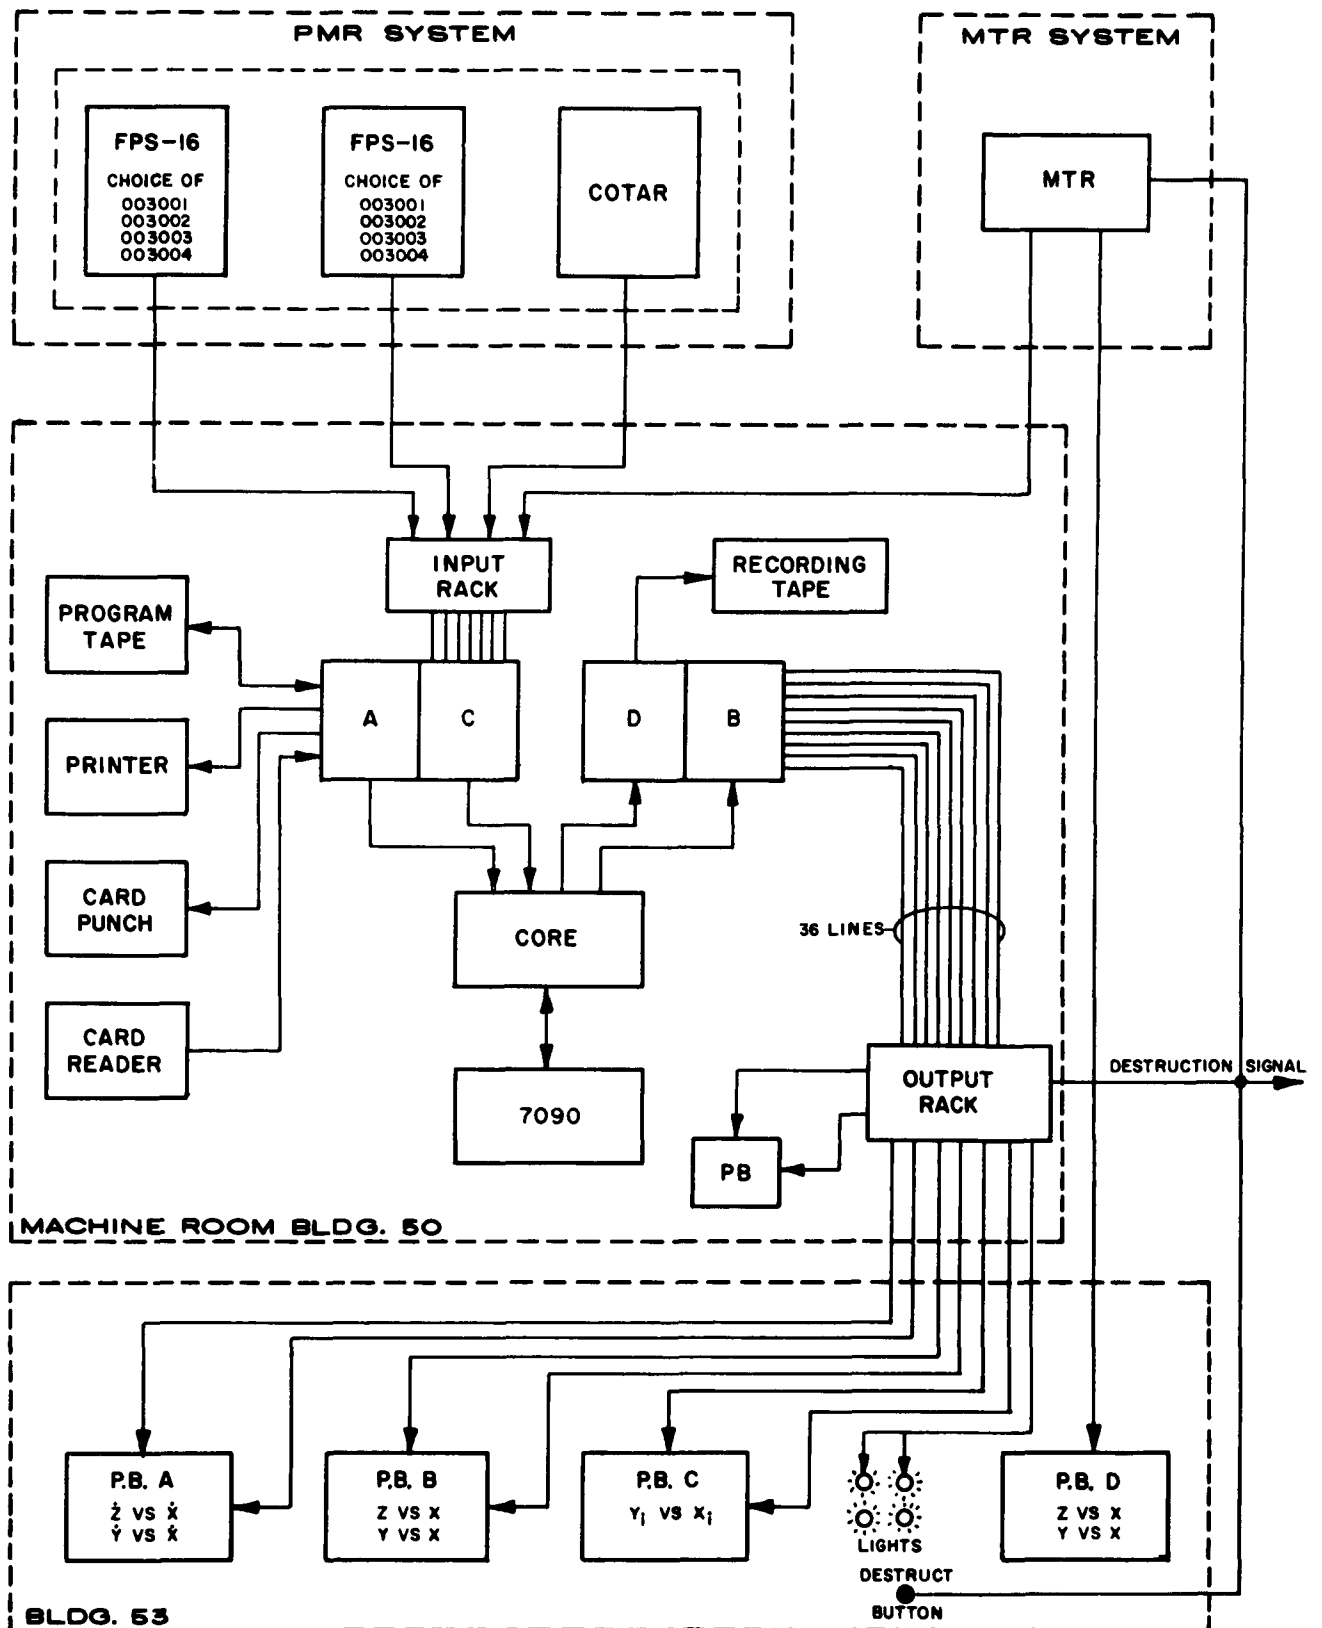 PMR SYSTEM
MTR SYSTEM
FPS-16
CHOICE OF
003001
003002
003003
003004
FPS-16
CHOICE OF
003001
003002
003003
003004
COTAR
MTR
INPUT
RACK
RECORDING
TAPE
PROGRAM
TAPE
A
C
D
B
PRINTER
CARD
PUNCH
36 LINES
CORE
CARD
READER
7090
OUTPUT
RACK
DESTRUCTION SIGNAL
PB
MACHINE ROOM BLDG. 50
P.B. A
Ż VS Ẋ
Ẏ VS Ẋ
P.B. B
Z VS X
Y VS X
P.B. C
Yi VS Xi
LIGHTS
P.B. D
Z VS X
Y VS X
DESTRUCT
BUTTON
BLDG. 53